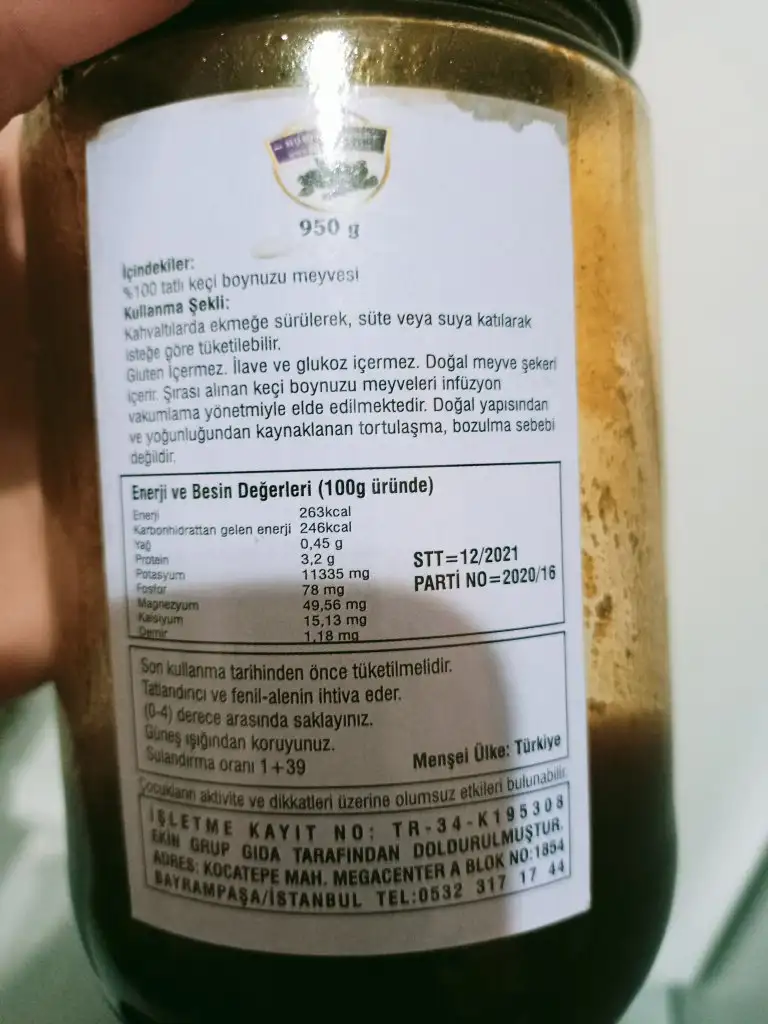 950 g
İçindekiler:
%100 tatlı keçi boynuzu meyvesi
Kullanma Şekli:
Kahvaltılarda ekmeğe sürülerek, süte veya suya katılarak
isteğe göre tüketilebilir.
Gluten İçermez. İlave ve glukoz içermez. Doğal meyve şekeri
içerir. Şırası alınan keçi boynuzu meyveleri infüzyon
vakumlama yönetmiyle elde edilmektedir. Doğal yapısından
ve yoğunluğundan kaynaklanan tortulaşma, bozulma sebebi
değildir.
Enerji ve Besin Değerleri (100g üründe)
Enerji 263kcal
Karbonhidrattan gelen enerji 246kcal
Yağ 0,45 g
Protein 3,2 g
Potasyum 11335 mg
Fosfor 78 mg
Magnezyum 49,56 mg
Kalsiyum 15,13 mg
Demir 1,18 mg
STT=12/2021
PARTİ NO=2020/16
Son kullanma tarihinden önce tüketilmelidir.
Tatlandırıcı ve fenil-alenin ihtiva eder.
(0-4) derece arasında saklayınız.
Güneş ışığından koruyunuz.
Sulandırma oranı 1+39
Menşei Ülke: Türkiye
Çocukların aktivite ve dikkatleri üzerine olumsuz etkileri bulunabilir.
İŞLETME KAYIT NO: TR-34-K195308
EKİN GRUP GIDA TARAFINDAN DOLDURULMUŞTUR.
ADRES: KOCATEPE MAH. MEGACENTER A BLOK NO:1854
BAYRAMPAŞA/İSTANBUL TEL:0532 317 17 44